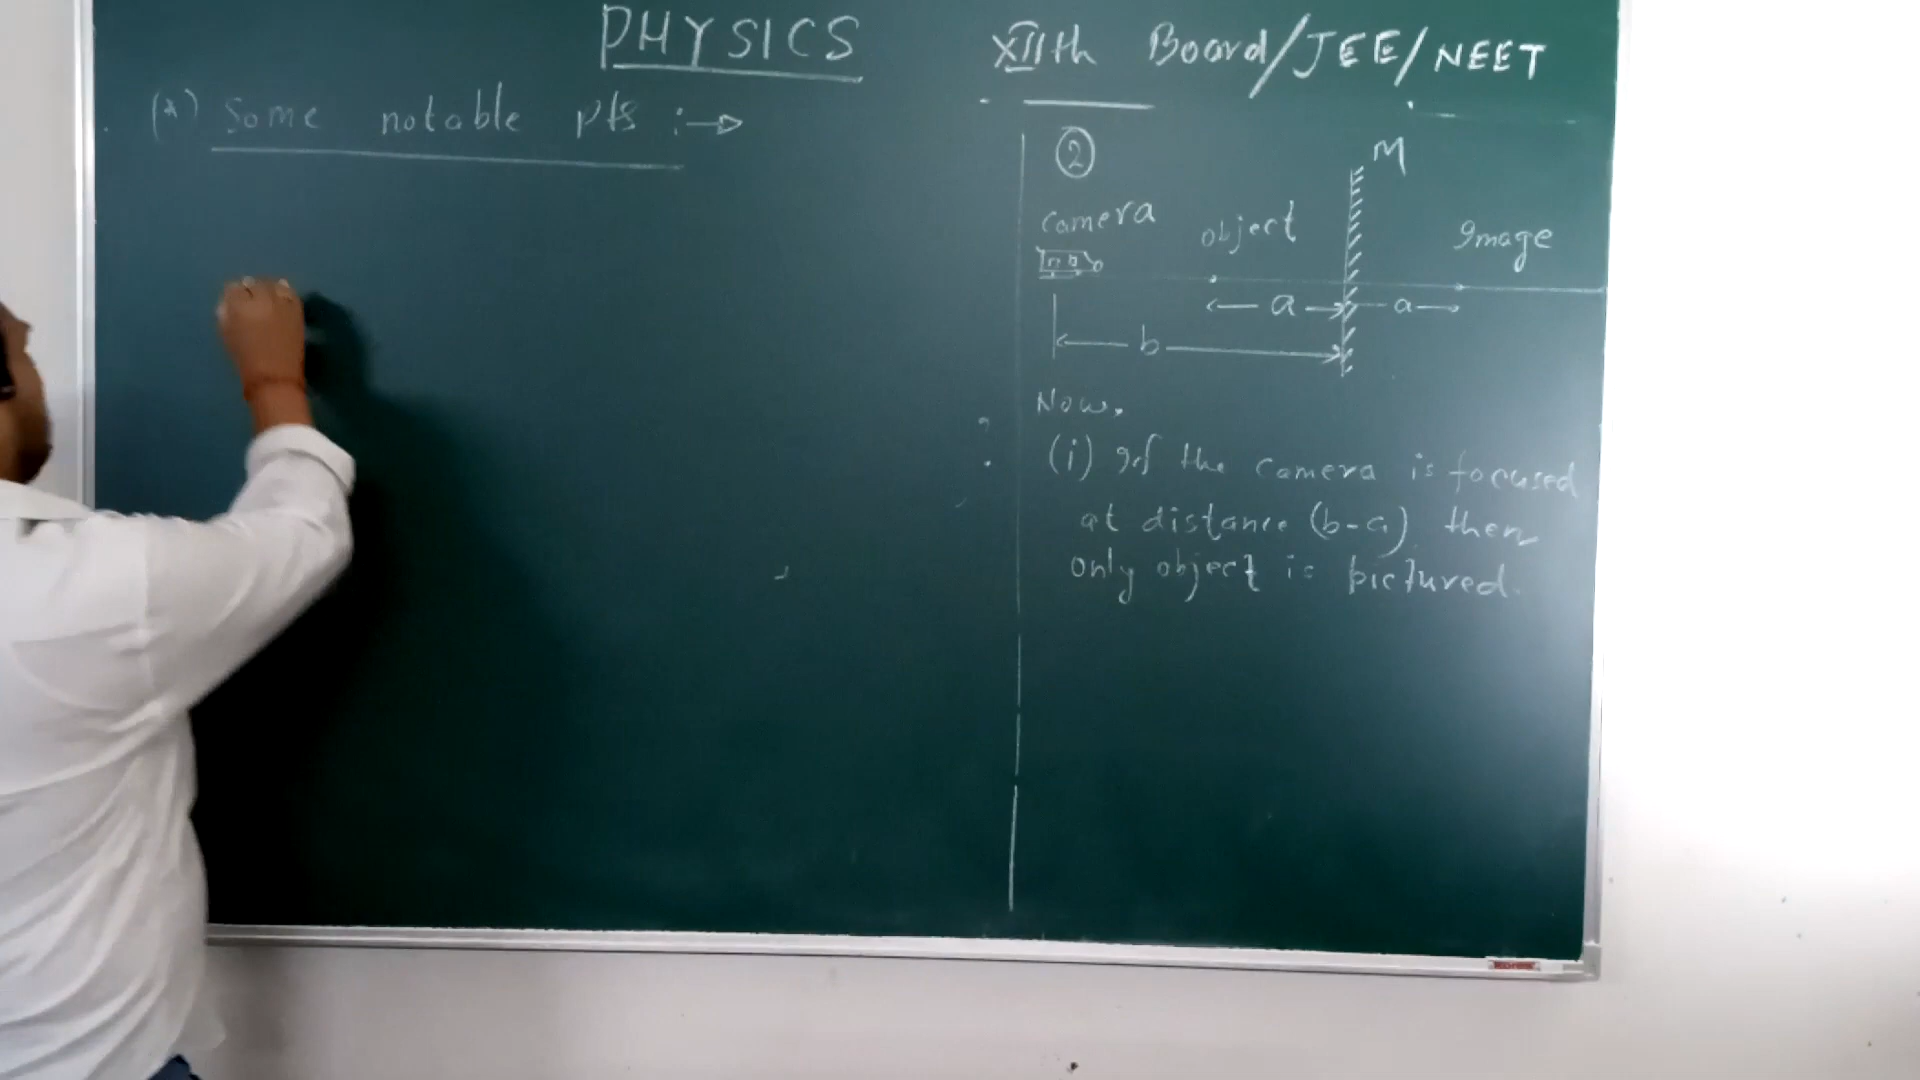 PHYSICS
XIIth Board/JEE/NEET
(*) Some notable pts :→
②
M
camera
object
Image
a
a
b
Now,
(i) If the camera is focused
at distance (b-a) then
only object is pictured.